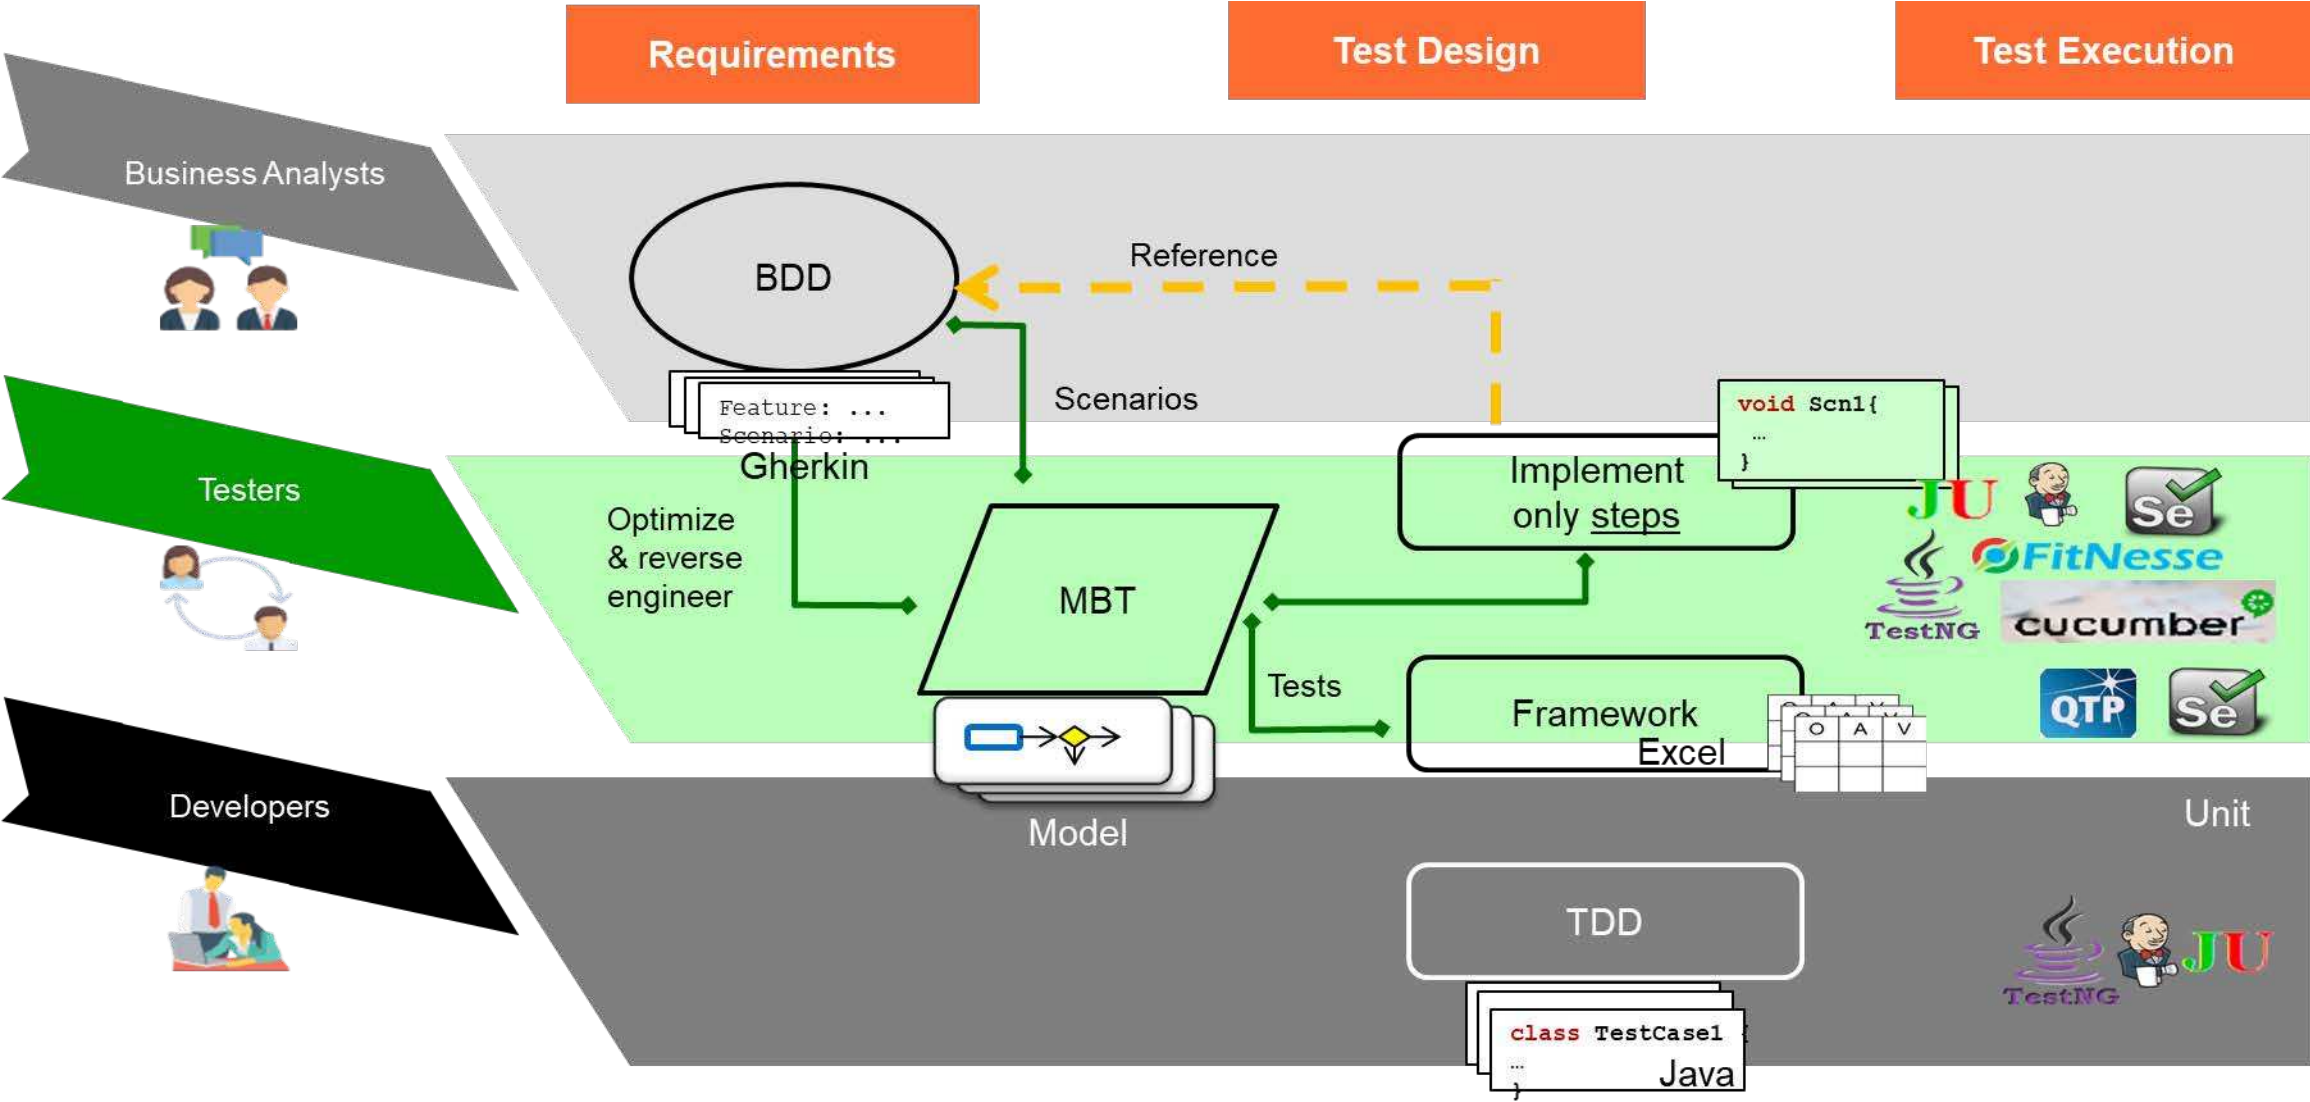 Requirements
Test Design
Test Execution
Business Analysts
BDD
Reference
Scenarios
Feature: ...
Scenario: ...
Gherkin
void Scn1{
...
}
Testers
Optimize
& reverse
engineer
MBT
Implement
only steps
JU
Se
FitNesse
TestNG
cucumber
Tests
Framework
Excel
O A V
QTP
Se
Developers
Model
Unit
TDD
class TestCase1 {
...
Java
}
TestNG
JU